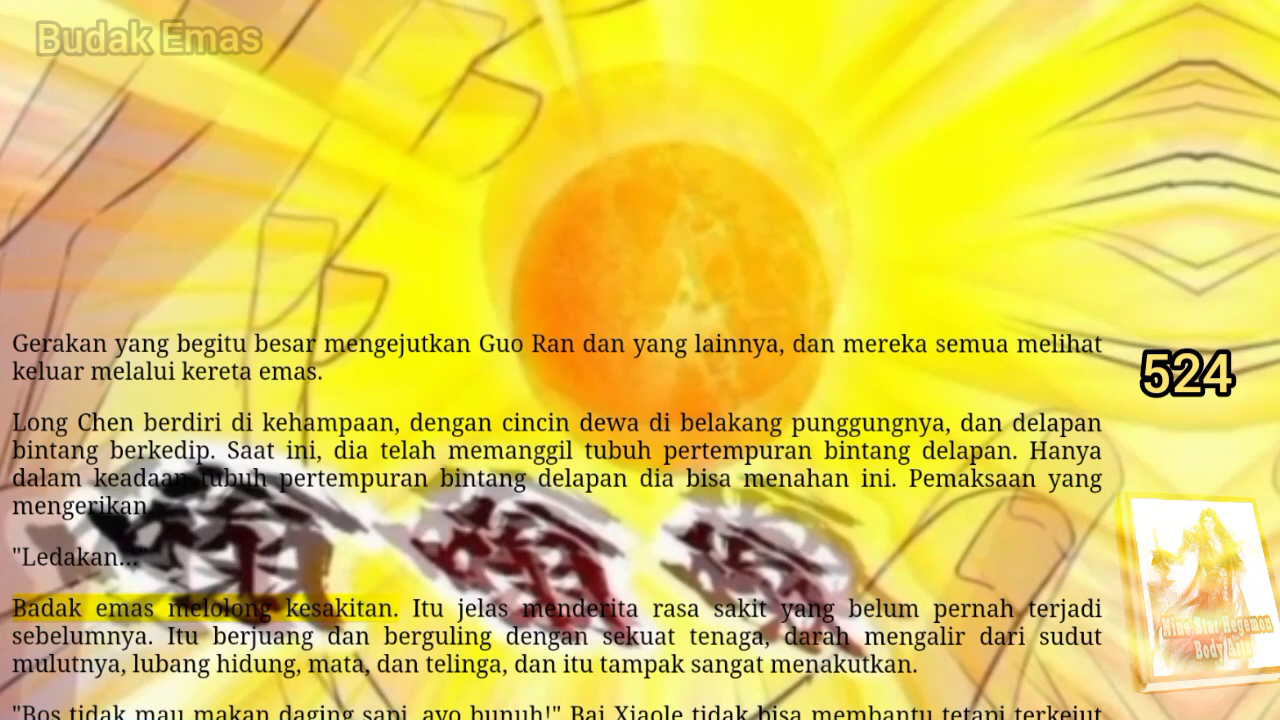 Budak Emas
Gerakan yang begitu besar mengejutkan Guo Ran dan yang lainnya, dan mereka semua melihat
keluar melalui kereta emas.
524
Long Chen berdiri di kehampaan, dengan cincin dewa di belakang punggungnya, dan delapan
bintang berkedip. Saat ini, dia telah memanggil tubuh pertempuran bintang delapan. Hanya
dalam keadaan tubuh pertempuran bintang delapan dia bisa menahan ini. Pemaksaan yang
mengerikan.
"Ledakan..."
Badak emas melolong kesakitan. Itu jelas menderita rasa sakit yang belum pernah terjadi
sebelumnya. Itu berjuang dan berguling dengan sekuat tenaga, darah mengalir dari sudut
mulutnya, lubang hidung, mata, dan telinga, dan itu tampak sangat menakutkan.
Nine Star Hegemon
Body Arts
"Bos tidak mau makan daging sapi, ayo bunuh!" Bai Xiaole tidak bisa membantu tetapi terkejut